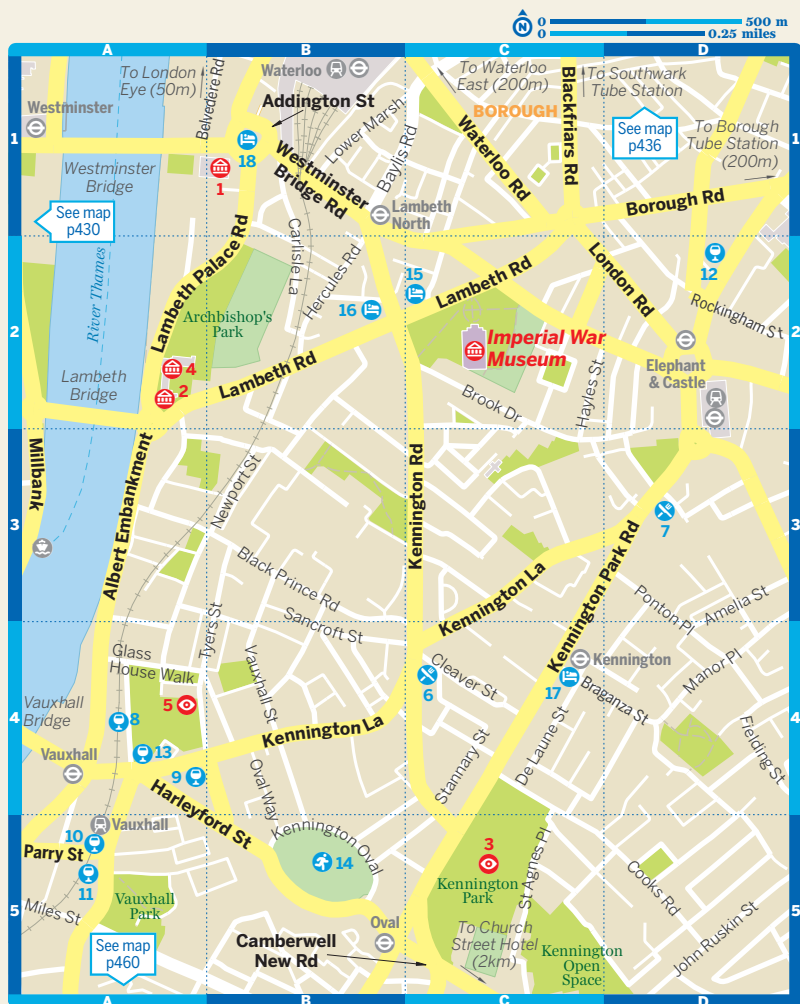 N
0 500 m
0 0.25 miles
A B C D
To London
Eye (50m)
Belvedere Rd
Waterloo
To Waterloo
East (200m)
Blackfriars Rd
To Southwark
Tube Station
Westminster
Addington St
BOROUGH
Lower Marsh
Baylis Rd
Waterloo Rd
See map
p436
To Borough
Tube Station
(200m)
1
1
18
Westminster
Bridge Rd
Westminster
Bridge
1
Lambeth
North
Borough Rd
See map
p430
River Thames
Lambeth Palace Rd
Carlisle La
Hercules Rd
15
Lambeth Rd
London Rd
12
16
Archbishop's
Park
Rockingham St
2
2
Imperial War
Museum
4
2
Lambeth Rd
Lambeth
Bridge
Hayles St
Elephant
& Castle
Brook Dr
Millbank
Albert Embankment
Newport St
Kennington Rd
3
3
7
Kennington Park Rd
Black Prince Rd
Kennington La
Sancroft St
Tyers St
Ponton Pl
Amelia St
Glass
House Walk
Vauxhall St
Cleaver St
6
Kennington
17
Braganza St
Manor Pl
Vauxhall
Bridge
5
8
4
4
Kennington La
Fielding St
De Laune St
Stannary St
13
Vauxhall
9
Oval Way
Harleyford St
Vauxhall
10
Parry St
11
Kennington Oval
14
3
Kennington
Park
St Agnes Pl
Cooks Rd
Miles St
Vauxhall
Park
5
5
Oval
See map
p460
Camberwell
New Rd
To Church
Street Hotel
(2km)
Kennington
Open
Space
John Ruskin St
A B C D